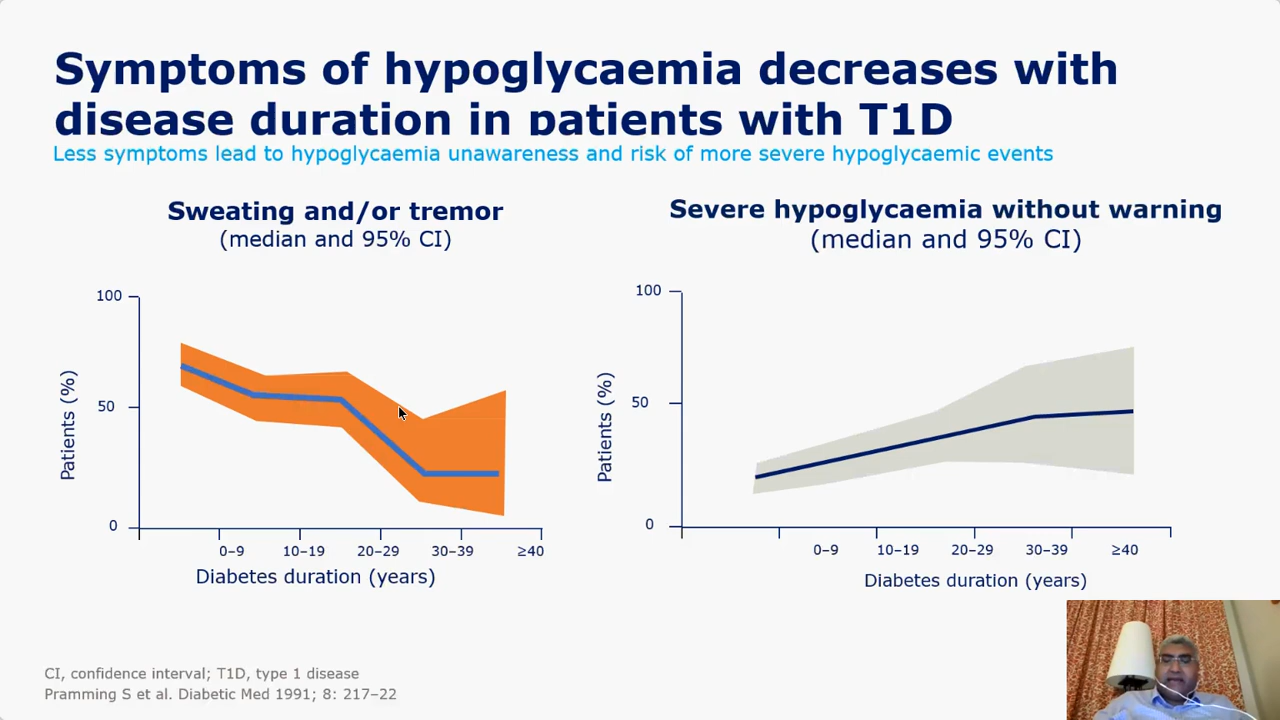 Symptoms of hypoglycaemia decreases with
disease duration in patients with T1D
Less symptoms lead to hypoglycaemia unawareness and risk of more severe hypoglycaemic events
Sweating and/or tremor
(median and 95% CI)
100
50
0
Patients (%)
0–9 10–19 20–29 30–39 ≥40
Diabetes duration (years)
Severe hypoglycaemia without warning
(median and 95% CI)
100
50
0
Patients (%)
0–9 10–19 20–29 30–39 ≥40
Diabetes duration (years)
CI, confidence interval; T1D, type 1 disease
Pramming S et al. Diabetic Med 1991; 8: 217–22